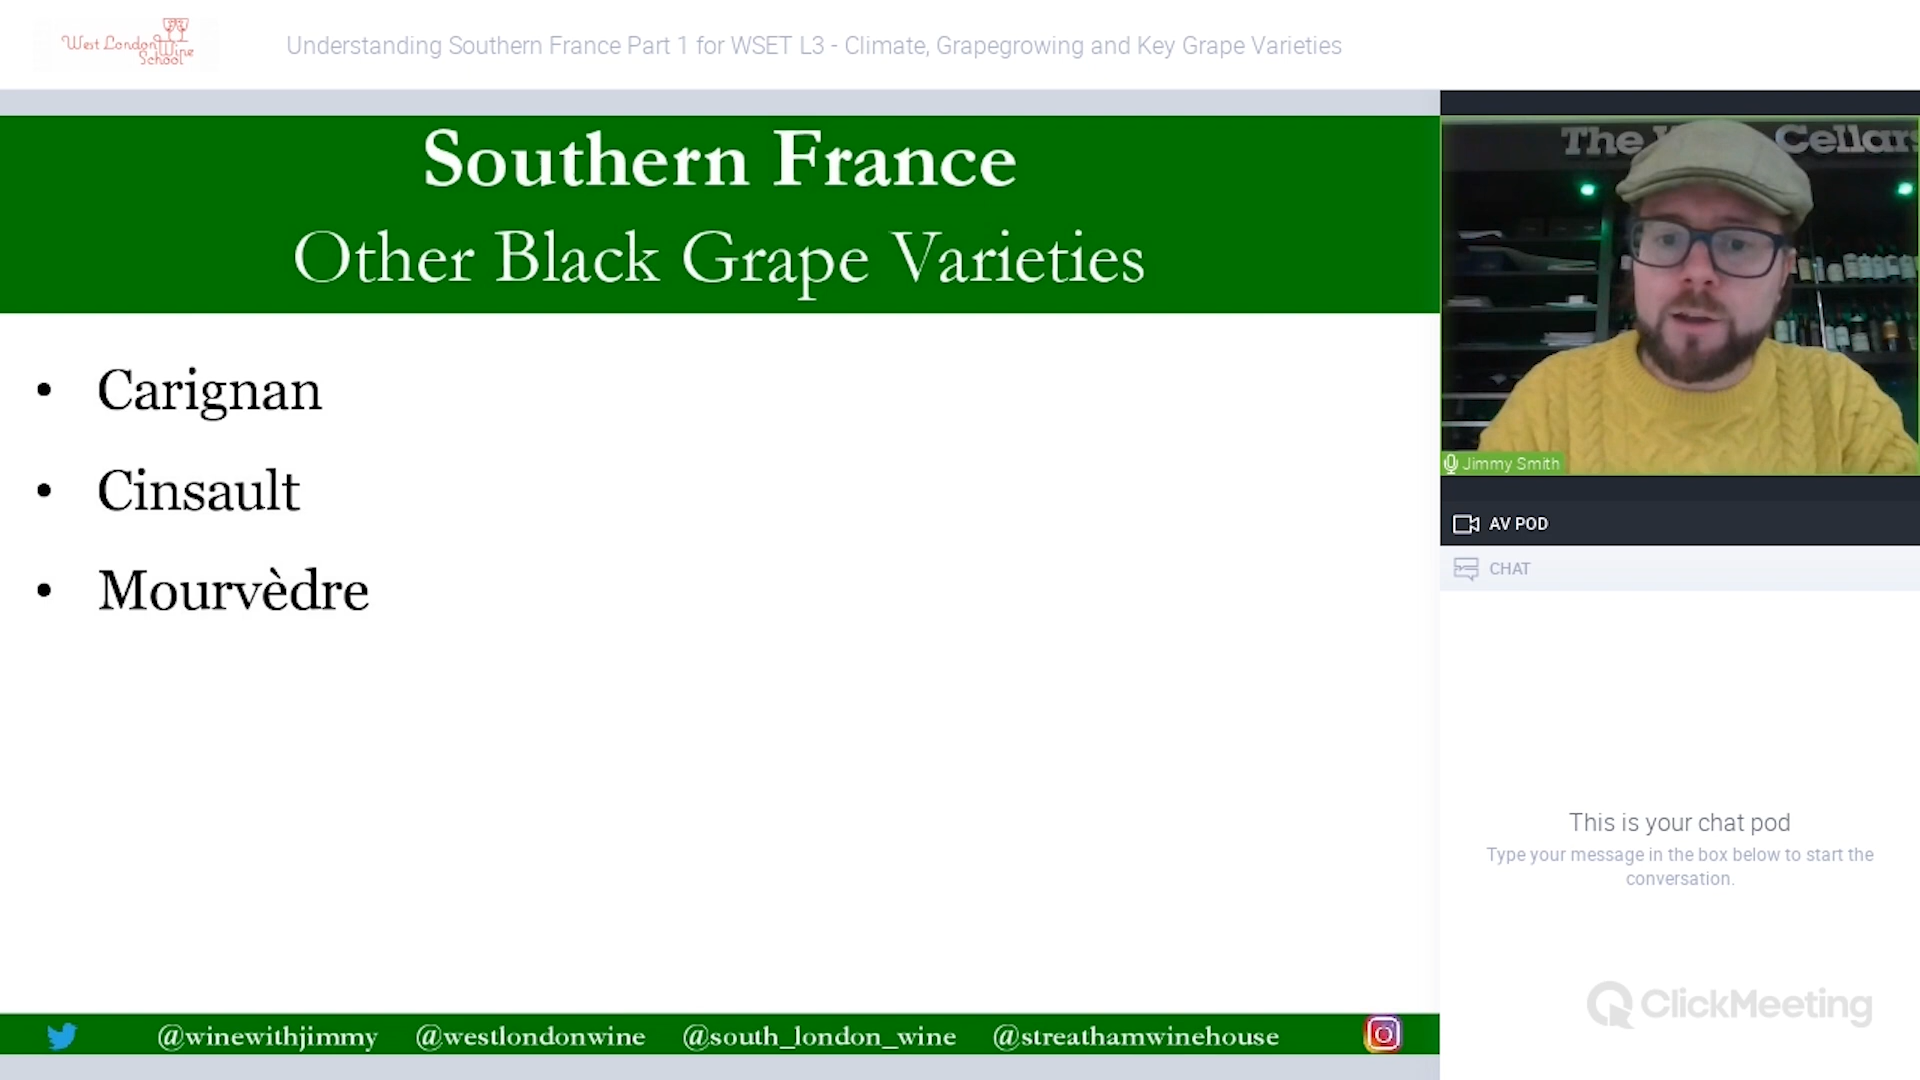 West London Wine School
Understanding Southern France Part 1 for WSET L3 - Climate, Grapegrowing and Key Grape Varieties
Southern France
Other Black Grape Varieties
• Carignan
• Cinsault
• Mourvèdre
@winewithjimmy @westlondonwine @south_london_wine @streathamwinehouse
The Cellars
Jimmy Smith
AV POD
CHAT
This is your chat pod
Type your message in the box below to start the
conversation.
ClickMeeting